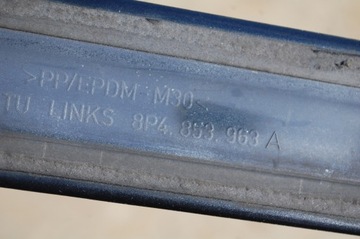 >PP/EPDM M30<
TU LINKS 8P4.853.963 A